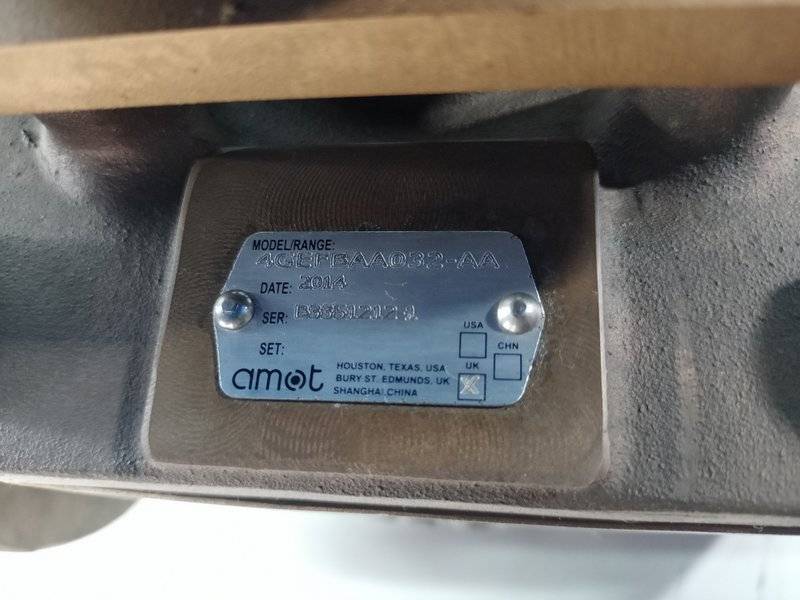 MODEL/RANGE:
4GEFBAA032-AA
DATE: 2014
SER:
USA
CHN
SET:
UK
amot
HOUSTON, TEXAS, USA
BURY ST. EDMUNDS, UK
SHANGHAI, CHINA